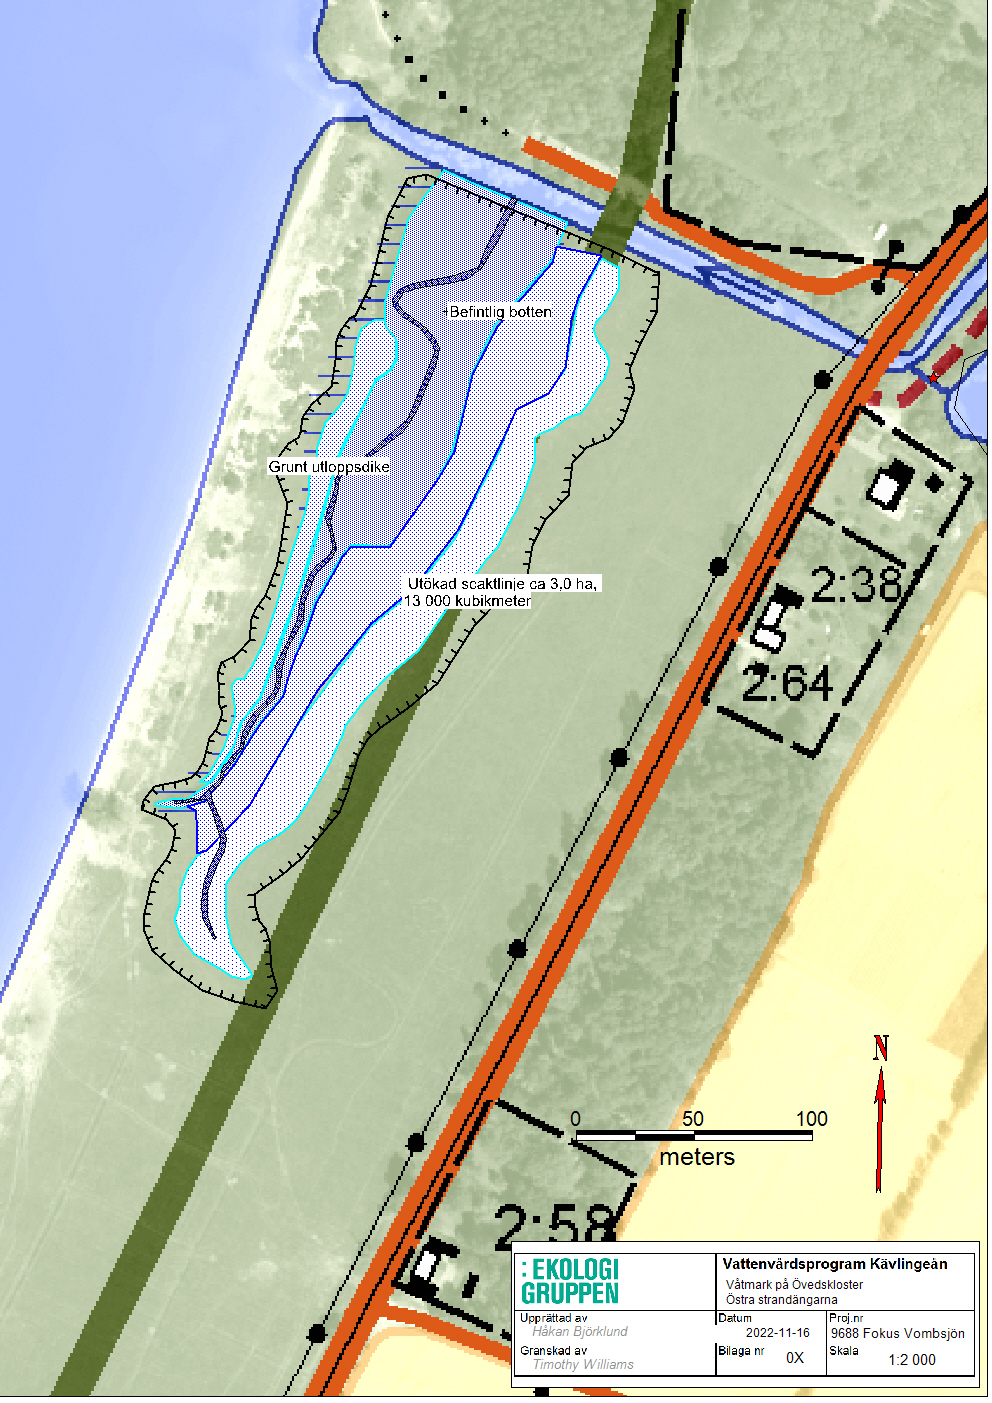 Befintlig botten
Grunt utloppsdike
Utökad scaktlinje ca 3,0 ha,
13 000 kubikmeter
2:38
2:64
N
0 50 100
meters
2:58
:EKOLOGI
GRUPPEN
Vattenvårdsprogram Kävlingeån
Våtmark på Övedskloster
Östra strandängarna
Upprättad av
Håkan Björklund
Datum
2022-11-16
Proj.nr
9688 Fokus Vombsjön
Granskad av
Timothy Williams
Bilaga nr 0X
Skala
1:2 000